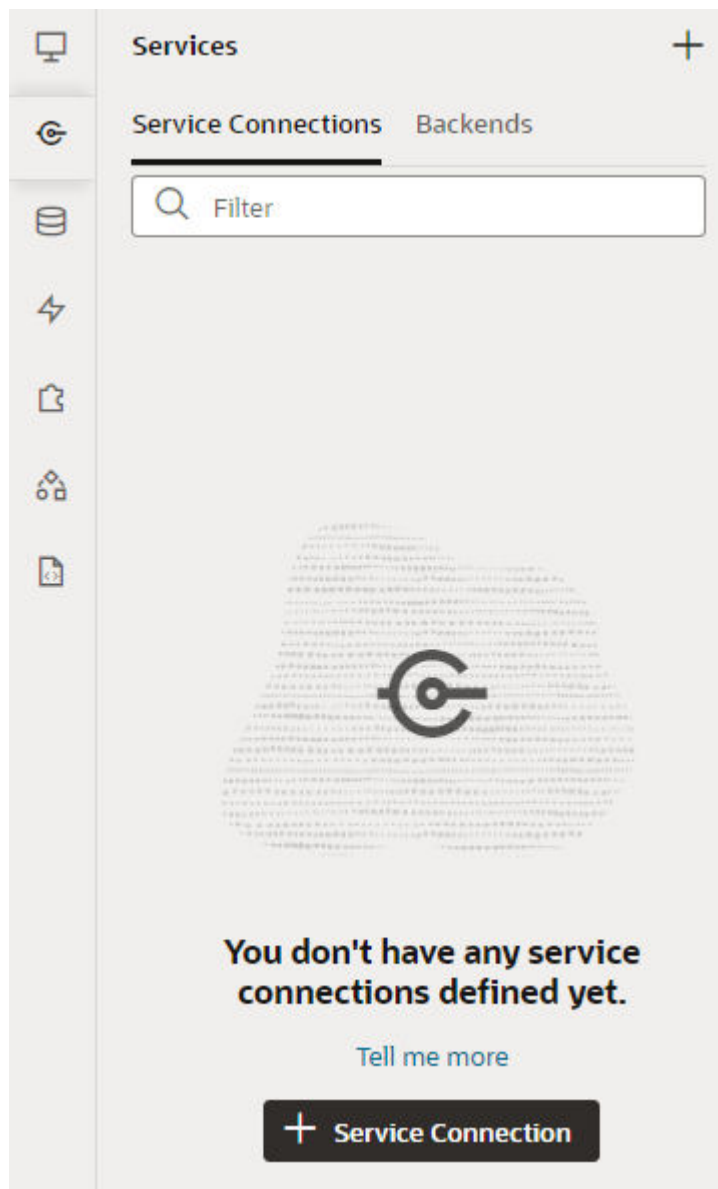 Services
Service Connections Backends
Filter
You don't have any service
connections defined yet.
Tell me more
Service Connection